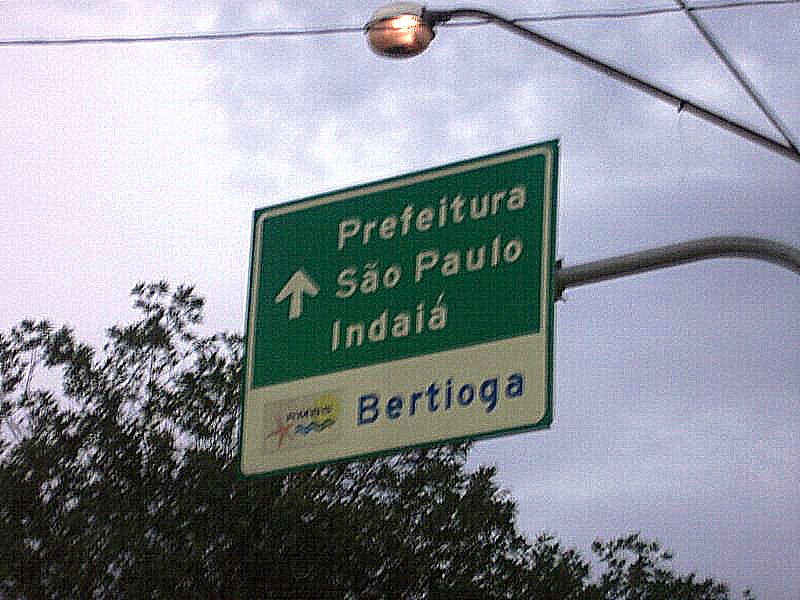 Prefeitura
São Paulo
Indaiá
Bertioga